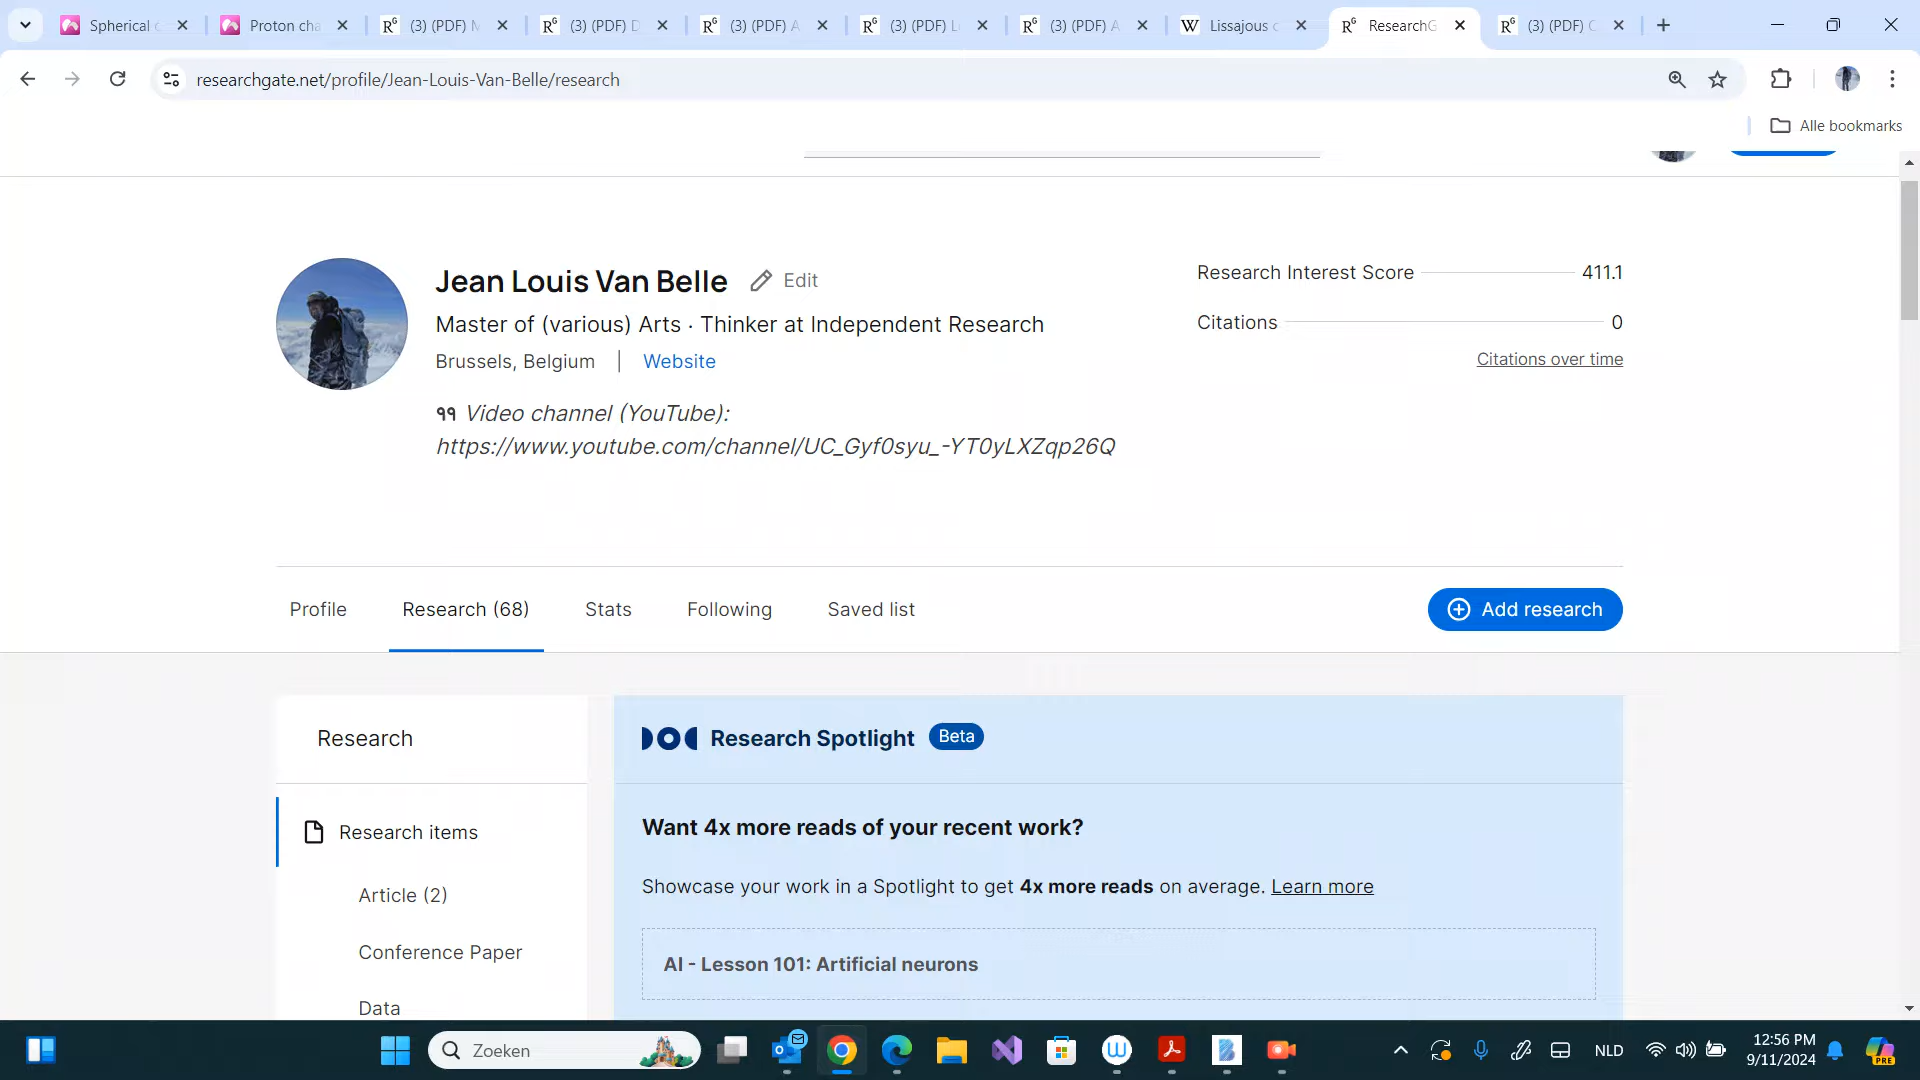 Spherical c
Proton cha
(3) (PDF) M
(3) (PDF) D
(3) (PDF) A
(3) (PDF) L
(3) (PDF) A
Lissajous c
ResearchG
(3) (PDF) C
researchgate.net/profile/Jean-Louis-Van-Belle/research
Alle bookmarks
Jean Louis Van Belle Edit
Research Interest Score 411.1
Master of (various) Arts · Thinker at Independent Research
Citations 0
Brussels, Belgium | Website
Citations over time
Video channel (YouTube):
https://www.youtube.com/channel/UC_Gyf0syu_-YT0yLXZqp26Q
Profile Research (68) Stats Following Saved list Add research
Research
Research Spotlight Beta
Want 4x more reads of your recent work?
Research items
Showcase your work in a Spotlight to get 4x more reads on average. Learn more
Article (2)
Conference Paper
AI - Lesson 101: Artificial neurons
Data
Zoeken
NLD
12:56 PM
9/11/2024
PRE